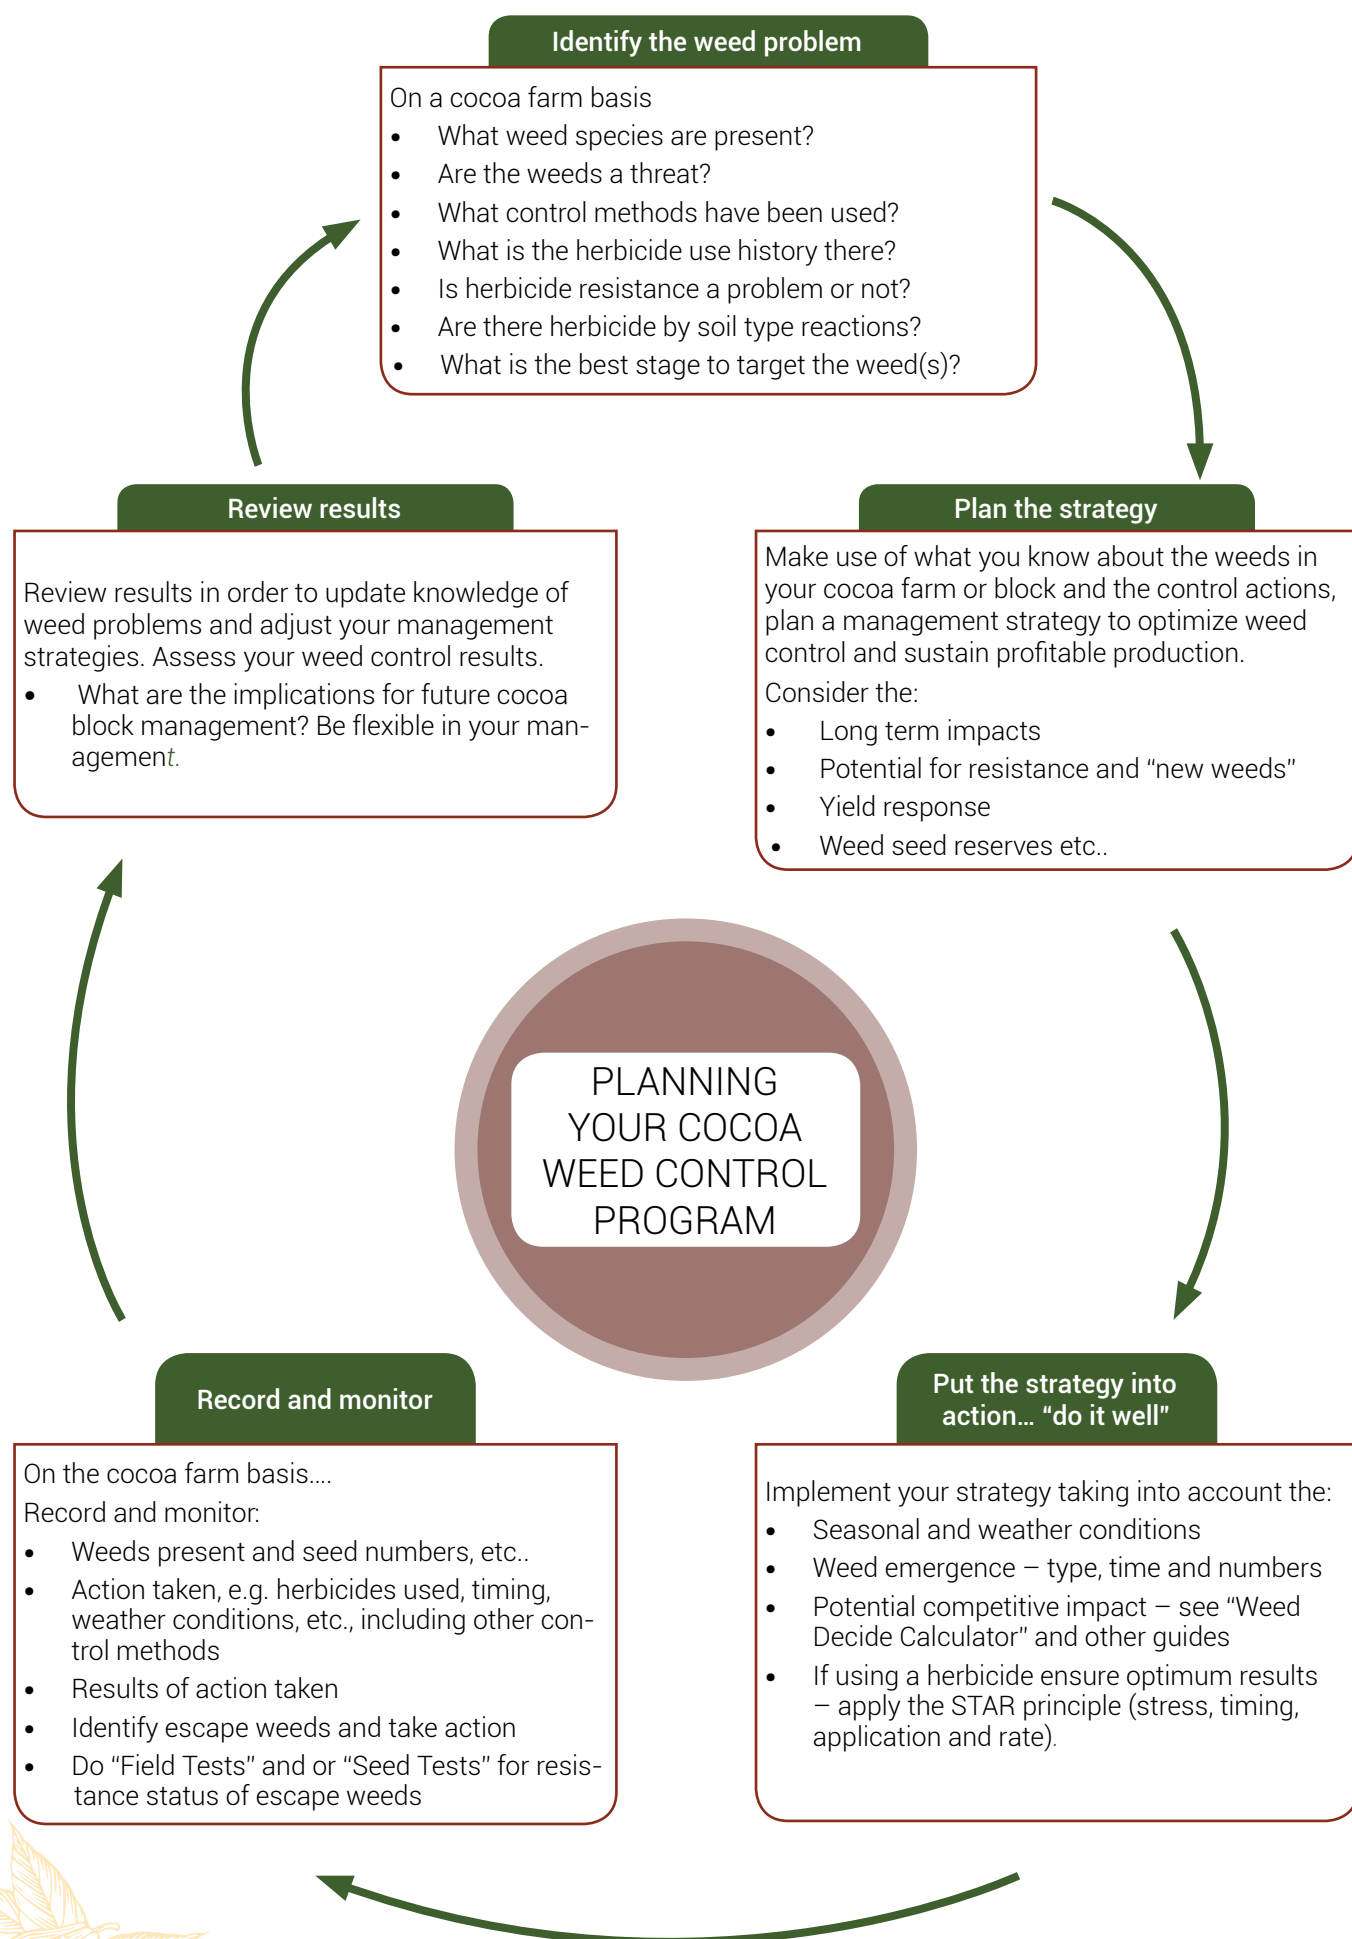 Identify the weed problem
On a cocoa farm basis
• What weed species are present?
• Are the weeds a threat?
• What control methods have been used?
• What is the herbicide use history there?
• Is herbicide resistance a problem or not?
• Are there herbicide by soil type reactions?
• What is the best stage to target the weed(s)?
Plan the strategy
Make use of what you know about the weeds in
your cocoa farm or block and the control actions,
plan a management strategy to optimize weed
control and sustain profitable production.
Consider the:
• Long term impacts
• Potential for resistance and “new weeds”
• Yield response
• Weed seed reserves etc..
Put the strategy into
action... “do it well”
Implement your strategy taking into account the:
• Seasonal and weather conditions
• Weed emergence – type, time and numbers
• Potential competitive impact – see “Weed
Decide Calculator” and other guides
• If using a herbicide ensure optimum results
– apply the STAR principle (stress, timing,
application and rate).
Record and monitor
On the cocoa farm basis....
Record and monitor:
• Weeds present and seed numbers, etc..
• Action taken, e.g. herbicides used, timing,
weather conditions, etc., including other con-
trol methods
• Results of action taken
• Identify escape weeds and take action
• Do “Field Tests” and or “Seed Tests” for resis-
tance status of escape weeds
Review results
Review results in order to update knowledge of
weed problems and adjust your management
strategies. Assess your weed control results.
• What are the implications for future cocoa
block management? Be flexible in your man-
agement.
PLANNING
YOUR COCOA
WEED CONTROL
PROGRAM